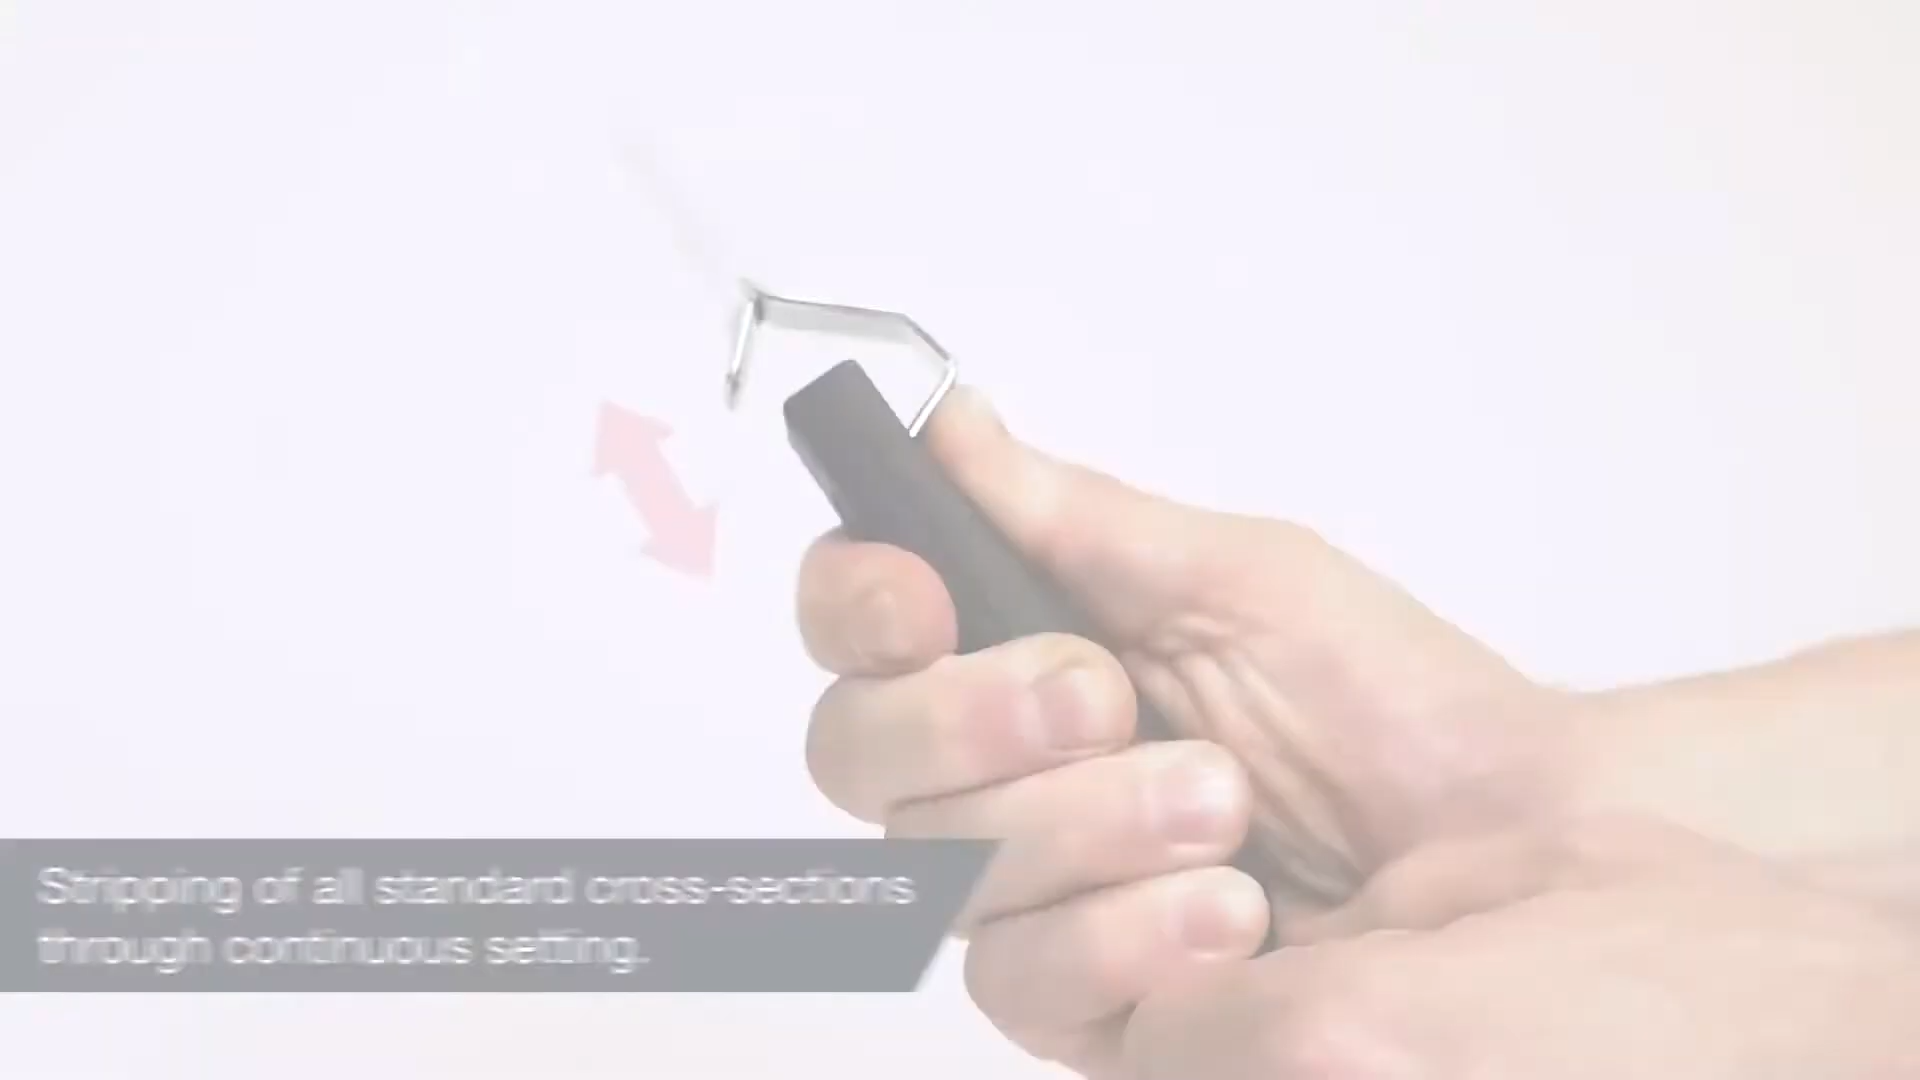 Stripping of all standard cross-sections
through continuous setting.